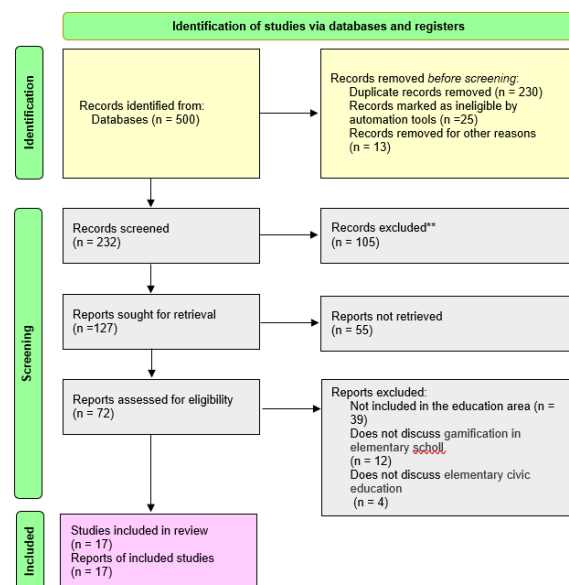 Identification of studies via databases and registers
Identification
Records identified from:
Databases (n = 500)
Records removed before screening:
Duplicate records removed (n = 230)
Records marked as ineligible by
automation tools (n =25)
Records removed for other reasons
(n = 13)
Screening
Records screened
(n = 232)
Records excluded**
(n = 105)
Reports sought for retrieval
(n =127)
Reports not retrieved
(n = 55)
Reports assessed for eligibility
(n = 72)
Reports excluded:
Not included in the education area (n =
39)
Does not discuss gamification in
elementary scholl
(n = 12)
Does not discuss elementary civic
education
(n = 4)
Included
Studies included in review
(n = 17)
Reports of included studies
(n = 17)